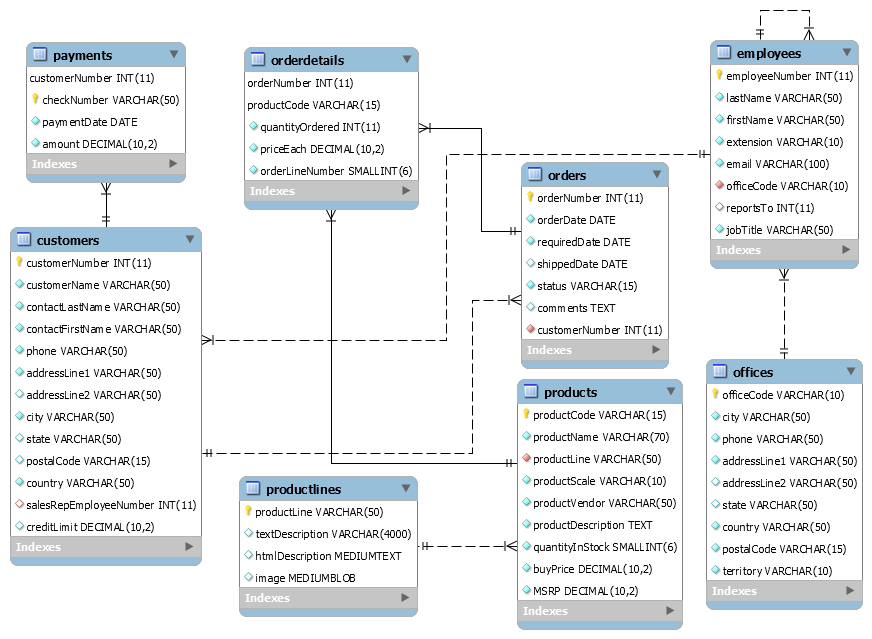 payments
customerNumber INT(11)
checkNumber VARCHAR(50)
paymentDate DATE
amount DECIMAL(10,2)
Indexes
orderdetails
orderNumber INT(11)
productCode VARCHAR(15)
quantityOrdered INT(11)
priceEach DECIMAL(10,2)
orderLineNumber SMALLINT(6)
Indexes
employees
employeeNumber INT(11)
lastName VARCHAR(50)
firstName VARCHAR(50)
extension VARCHAR(10)
email VARCHAR(100)
officeCode VARCHAR(10)
reportsTo INT(11)
jobTitle VARCHAR(50)
Indexes
orders
orderNumber INT(11)
orderDate DATE
requiredDate DATE
shippedDate DATE
status VARCHAR(15)
comments TEXT
customerNumber INT(11)
Indexes
customers
customerNumber INT(11)
customerName VARCHAR(50)
contactLastName VARCHAR(50)
contactFirstName VARCHAR(50)
phone VARCHAR(50)
addressLine1 VARCHAR(50)
addressLine2 VARCHAR(50)
city VARCHAR(50)
state VARCHAR(50)
postalCode VARCHAR(15)
country VARCHAR(50)
salesRepEmployeeNumber INT(11)
creditLimit DECIMAL(10,2)
Indexes
productlines
productLine VARCHAR(50)
textDescription VARCHAR(4000)
htmlDescription MEDIUMTEXT
image MEDIUMBLOB
Indexes
products
productCode VARCHAR(15)
productName VARCHAR(70)
productLine VARCHAR(50)
productScale VARCHAR(10)
productVendor VARCHAR(50)
productDescription TEXT
quantityInStock SMALLINT(6)
buyPrice DECIMAL(10,2)
MSRP DECIMAL(10,2)
Indexes
offices
officeCode VARCHAR(10)
city VARCHAR(50)
phone VARCHAR(50)
addressLine1 VARCHAR(50)
addressLine2 VARCHAR(50)
state VARCHAR(50)
country VARCHAR(50)
postalCode VARCHAR(15)
territory VARCHAR(10)
Indexes